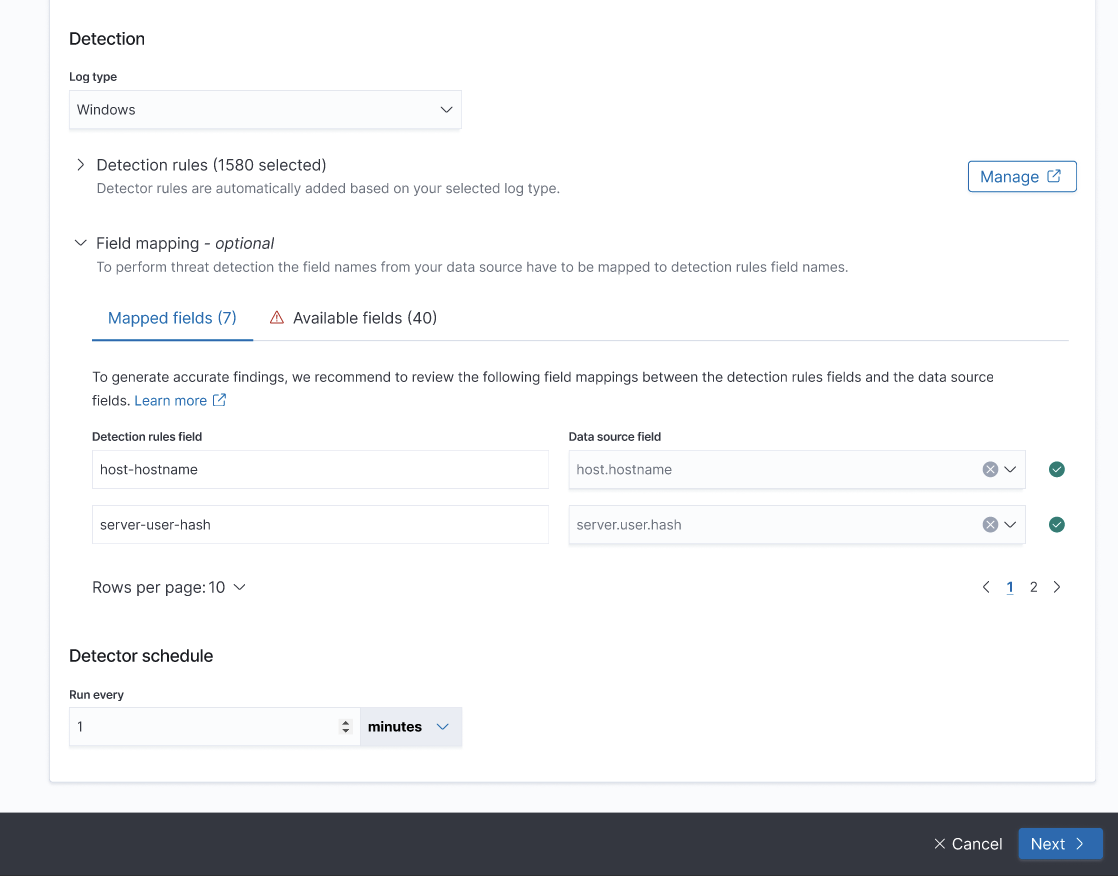 Detection
Log type
Windows
Detection rules (1580 selected)
Detector rules are automatically added based on your selected log type.
Manage
Field mapping - optional
To perform threat detection the field names from your data source have to be mapped to detection rules field names.
Mapped fields (7)
Available fields (40)
To generate accurate findings, we recommend to review the following field mappings between the detection rules fields and the data source
fields. Learn more
Detection rules field
Data source field
host-hostname
host.hostname
server-user-hash
server.user.hash
Rows per page: 10
1 2
Detector schedule
Run every
1
minutes
Cancel
Next